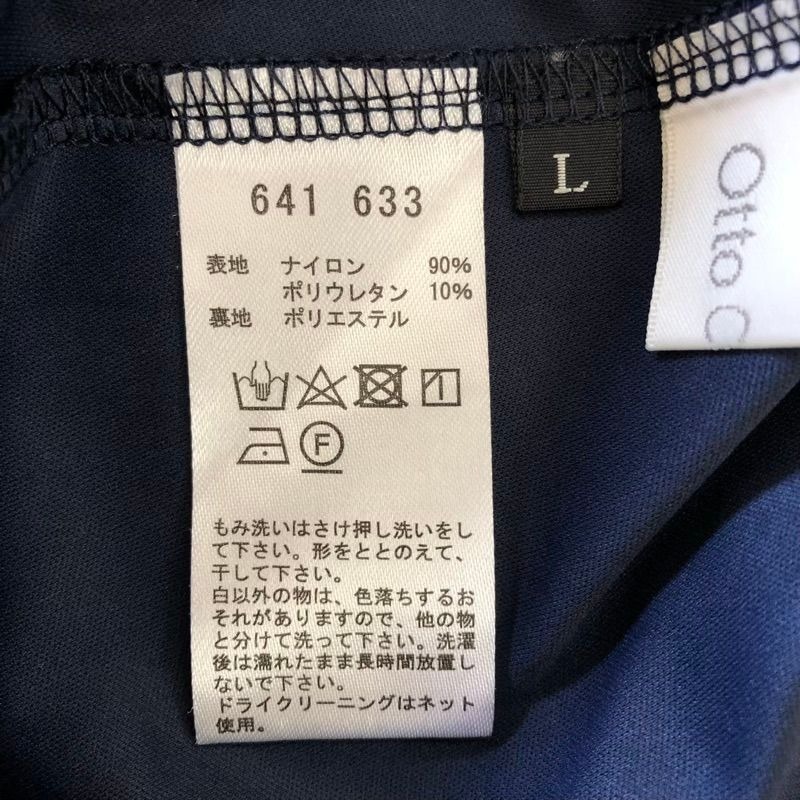 641 633
表地 ナイロン 90%
ポリウレタン 10%
裏地 ポリエステル
F
もみ洗いはさけ押し洗いをし
て下さい。形をととのえて、
干して下さい。
白以外の物は、色落ちするお
それがありますので、他の物
と分けて洗って下さい。洗濯
後は濡れたまま長時間放置し
ないで下さい。
ドライクリーニングはネット
使用。
L
Otto